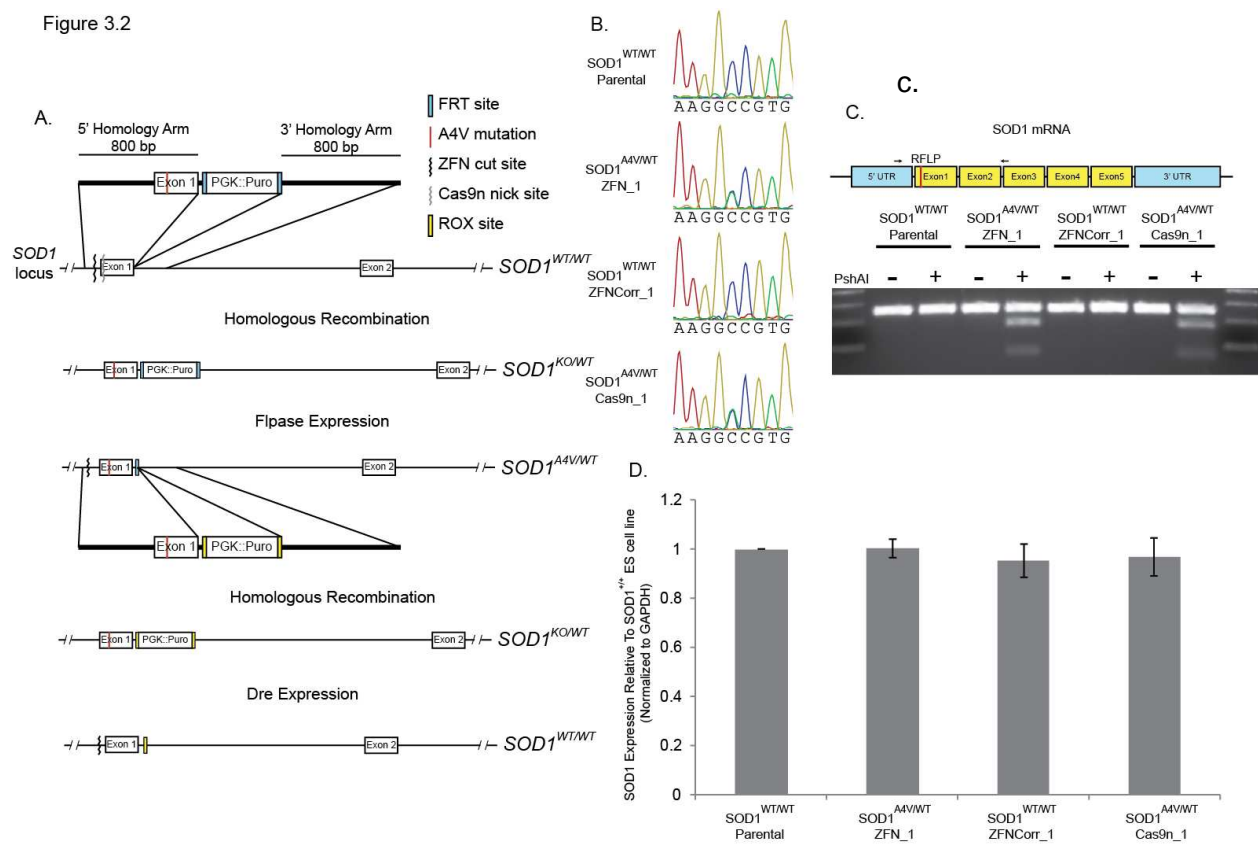 Figure 3.2
A.
5' Homology Arm
800 bp
3' Homology Arm
800 bp
FRT site
A4V mutation
ZFN cut site
Cas9n nick site
ROX site
Exon 1
PGK::Puro
SOD1
locus
Exon 1
Exon 2
SOD1WT/WT
Homologous Recombination
Exon 1
PGK::Puro
Exon 2
SOD1KO/WT
Flpase Expression
Exon 1
Exon 2
SOD1A4V/WT
Exon 1
PGK::Puro
Homologous Recombination
Exon 1
PGK::Puro
Exon 2
SOD1KO/WT
Dre Expression
Exon 1
Exon 2
SOD1WT/WT
B.
SOD1WT/WT
Parental
A A G G C C G T G
SOD1A4V/WT
ZFN_1
A A G G C C G T G
SOD1WT/WT
ZFNCorr_1
A A G G C C G T G
SOD1A4V/WT
Cas9n_1
A A G G C C G T G
C.
C.
SOD1 mRNA
RFLP
5' UTR
Exon1
Exon2
Exon3
Exon4
Exon5
3' UTR
SOD1WT/WT
Parental
SOD1A4V/WT
ZFN_1
SOD1WT/WT
ZFNCorr_1
SOD1A4V/WT
Cas9n_1
PshAI
- + - + - + - +
D.
SOD1 Expression Relative To SOD1+/+ ES cell line
(Normalized to GAPDH)
1.2
1
0.8
0.6
0.4
0.2
0
SOD1WT/WT
Parental
SOD1A4V/WT
ZFN_1
SOD1WT/WT
ZFNCorr_1
SOD1A4V/WT
Cas9n_1